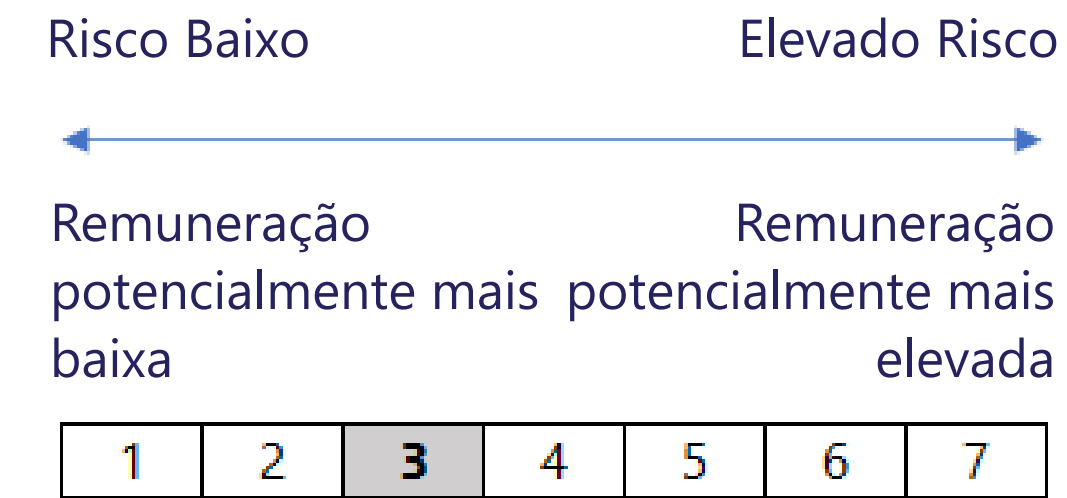 Risco Baixo Elevado Risco
Remuneração Remuneração
potencialmente mais potencialmente mais
baixa elevada
1 2 3 4 5 6 7